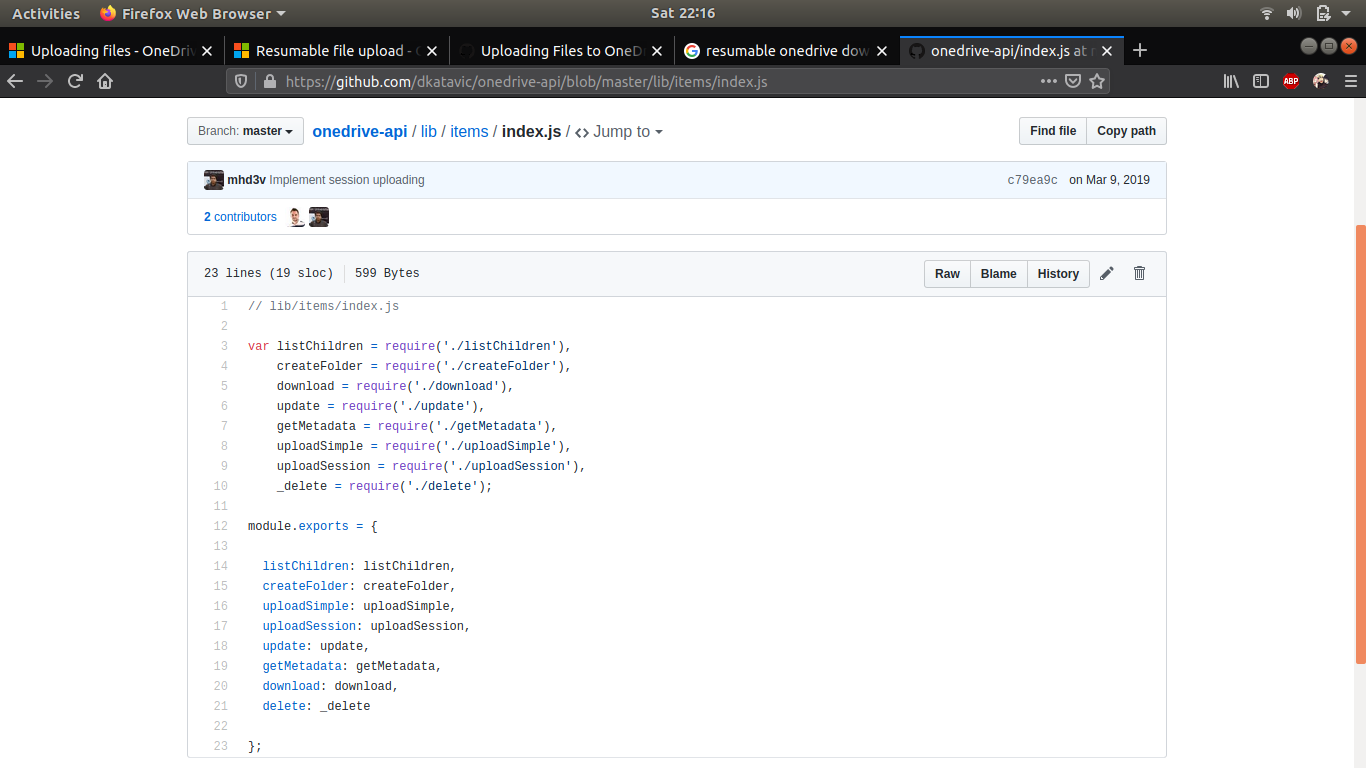 Activities Firefox Web Browser Sat 22:16
Uploading files - OneDriv Resumable file upload - O Uploading Files to OneD resumable onedrive dow onedrive-api/index.js at
https://github.com/dkatavic/onedrive-api/blob/master/lib/items/index.js ABP
Branch: master onedrive-api / lib / items / index.js / <> Jump to Find file Copy path
mhd3v Implement session uploading c79ea9c on Mar 9, 2019
2 contributors
23 lines (19 sloc) 599 Bytes Raw Blame History
1 // lib/items/index.js
2
3 var listChildren = require('./listChildren'),
4 createFolder = require('./createFolder'),
5 download = require('./download'),
6 update = require('./update'),
7 getMetadata = require('./getMetadata'),
8 uploadSimple = require('./uploadSimple'),
9 uploadSession = require('./uploadSession'),
10 _delete = require('./delete');
11
12 module.exports = {
13
14 listChildren: listChildren,
15 createFolder: createFolder,
16 uploadSimple: uploadSimple,
17 uploadSession: uploadSession,
18 update: update,
19 getMetadata: getMetadata,
20 download: download,
21 delete: _delete
22
23 };